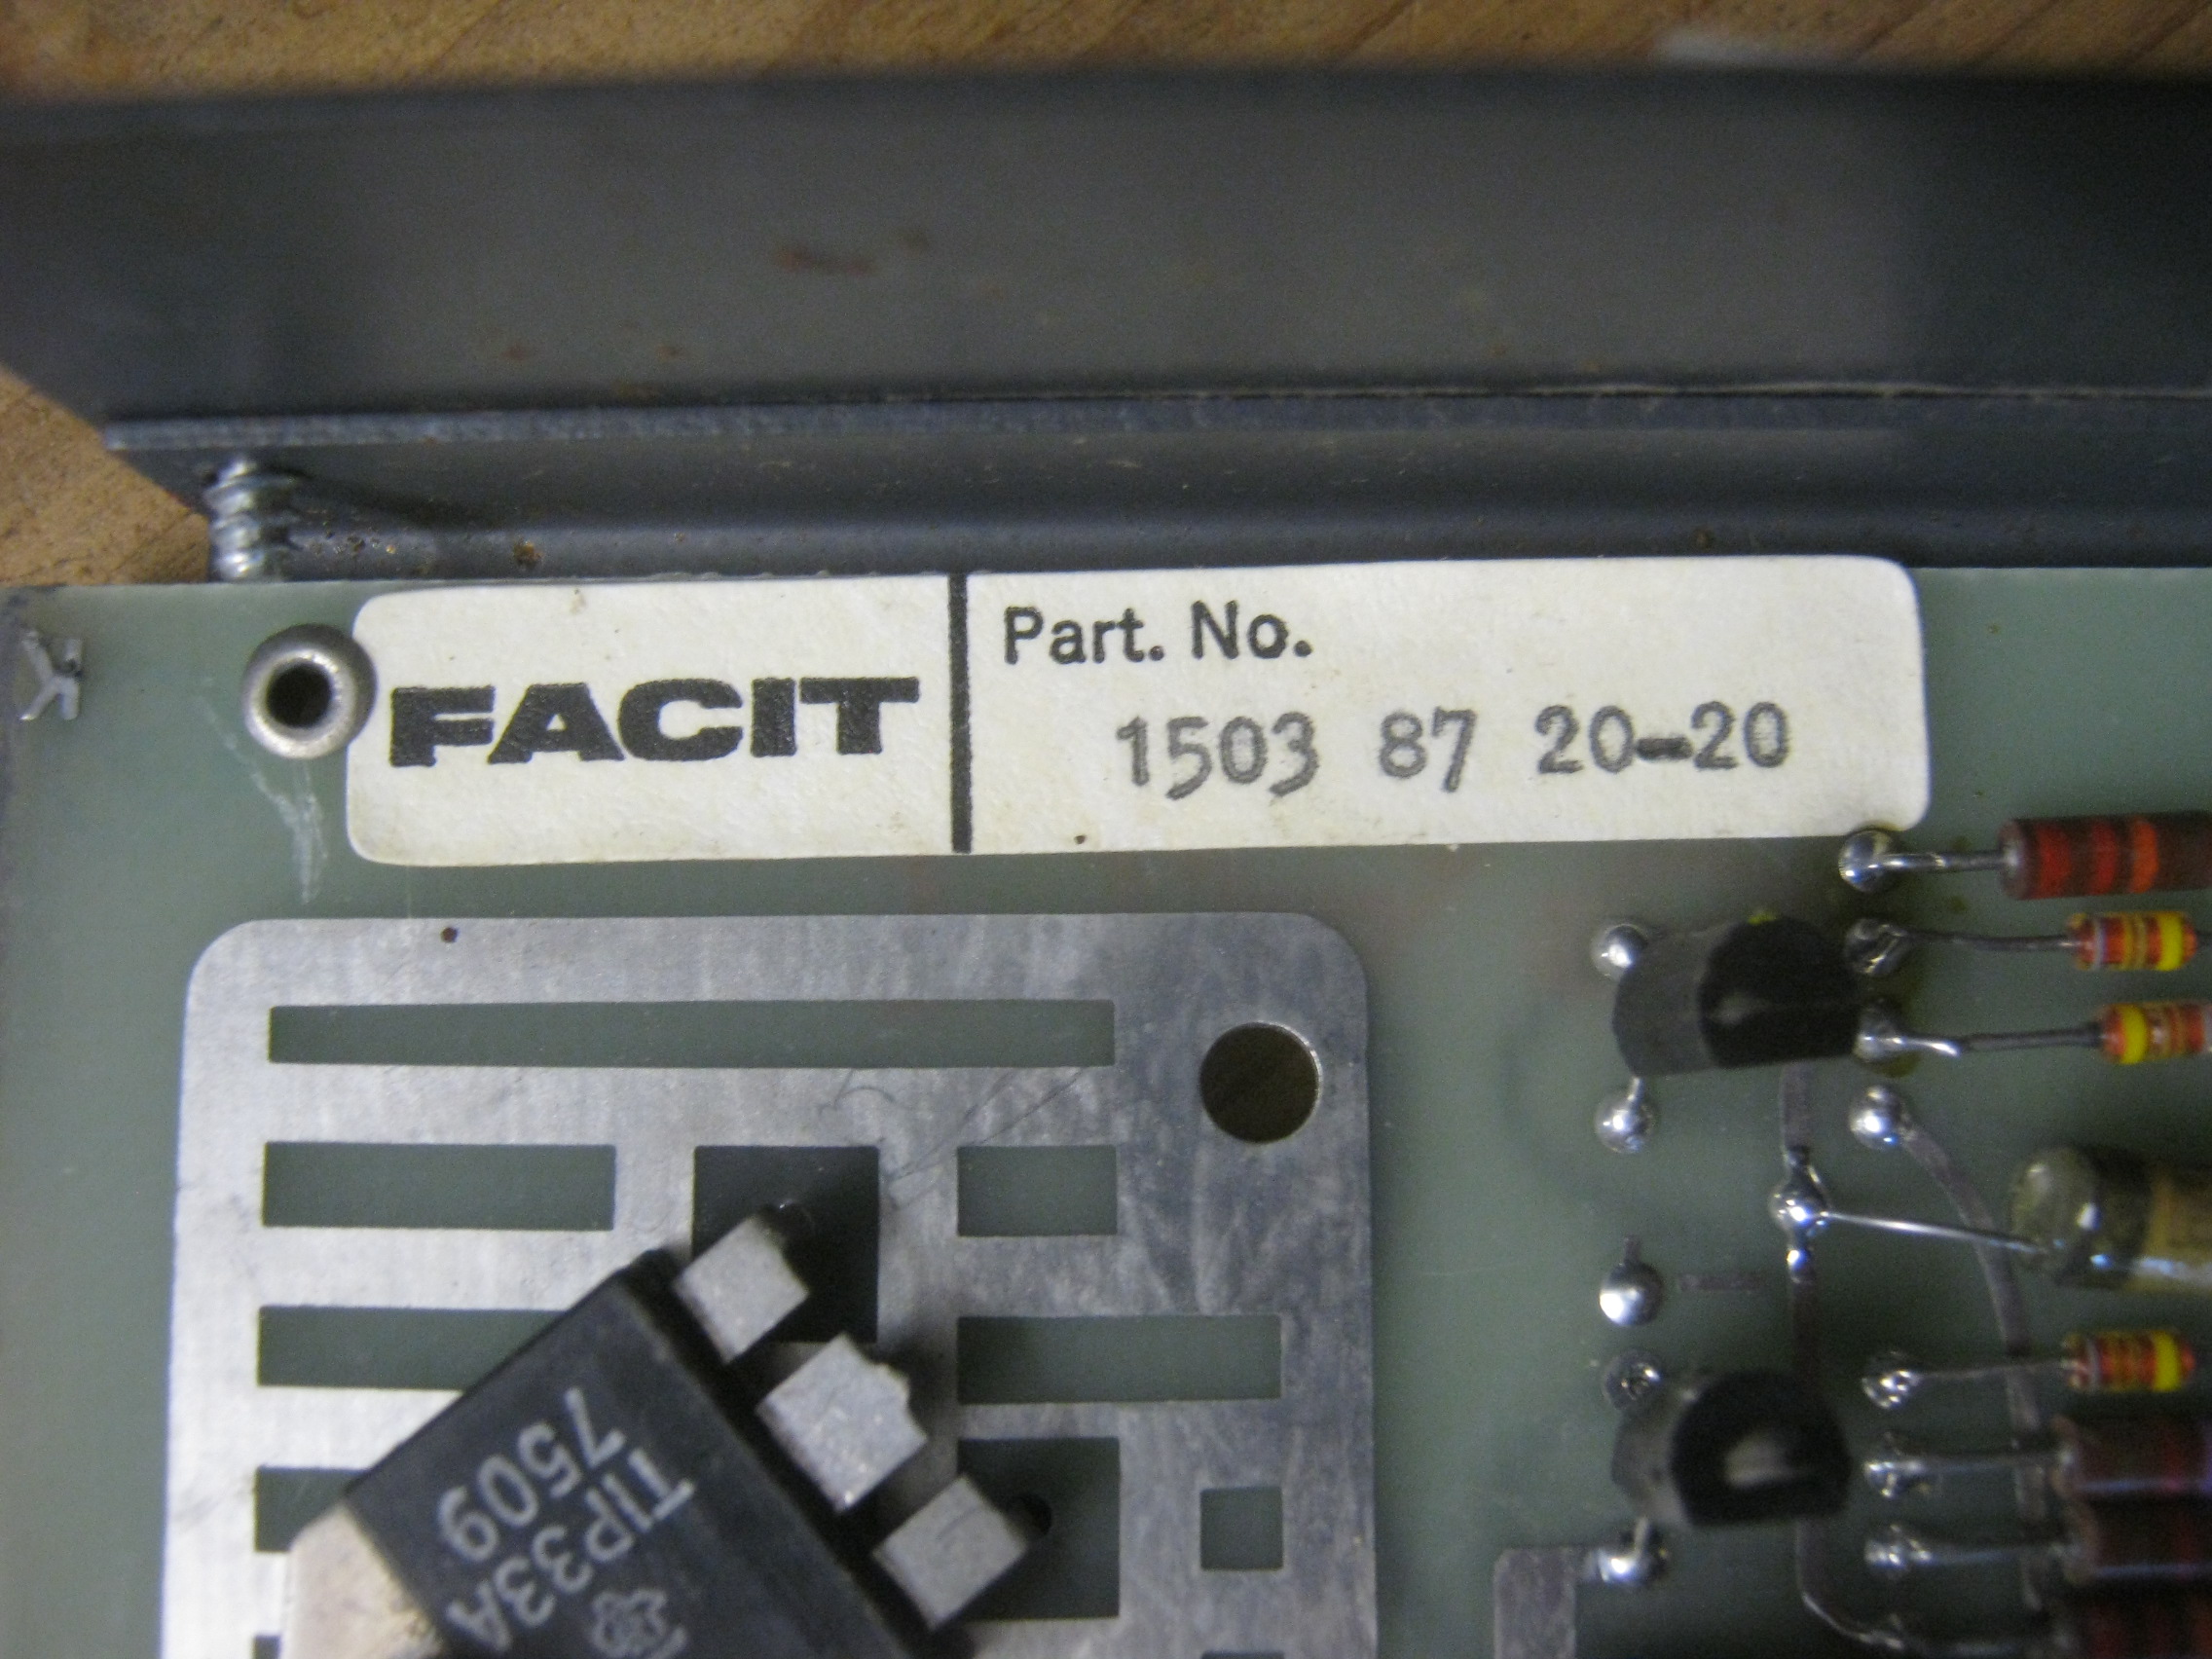 FACIT
Part. No.
1503 87 20-20
TIP33A
7509